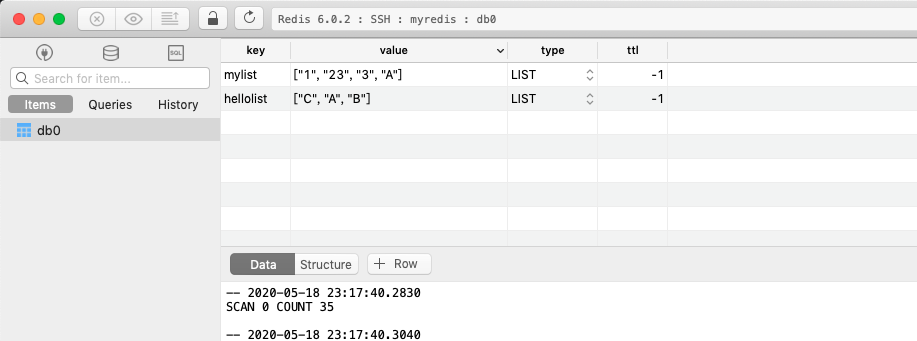 Redis 6.0.2 : SSH : myredis : db0
SQL
Search for item...
Items Queries History
db0
key value type ttl
mylist ["1", "23", "3", "A"] LIST -1
hellolist ["C", "A", "B"] LIST -1
Data Structure + Row
-- 2020-05-18 23:17:40.2830
SCAN 0 COUNT 35
-- 2020-05-18 23:17:40.3040